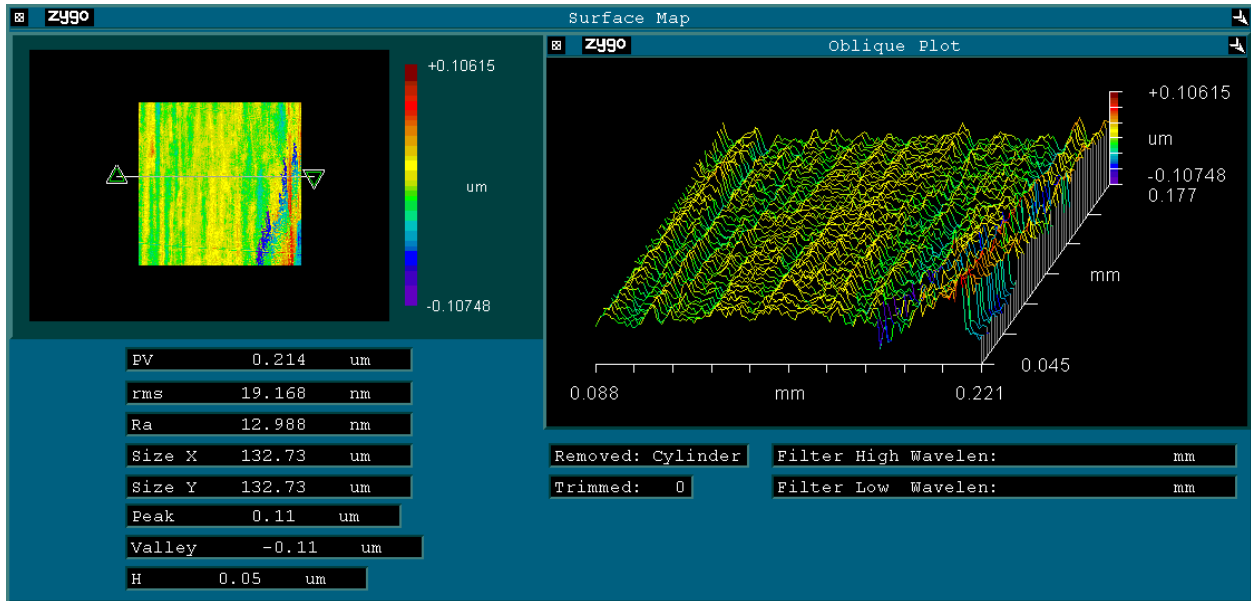 zygo Surface Map
+0.10615
um
-0.10748
zygo Oblique Plot
+0.10615
um
-0.10748
0.177
mm
0.045
0.088 mm 0.221
PV 0.214 um
rms 19.168 nm
Ra 12.988 nm
Size X 132.73 um
Size Y 132.73 um
Peak 0.11 um
Valley -0.11 um
H 0.05 um
Removed: Cylinder
Trimmed: 0
Filter High Wavelen: mm
Filter Low Wavelen: mm